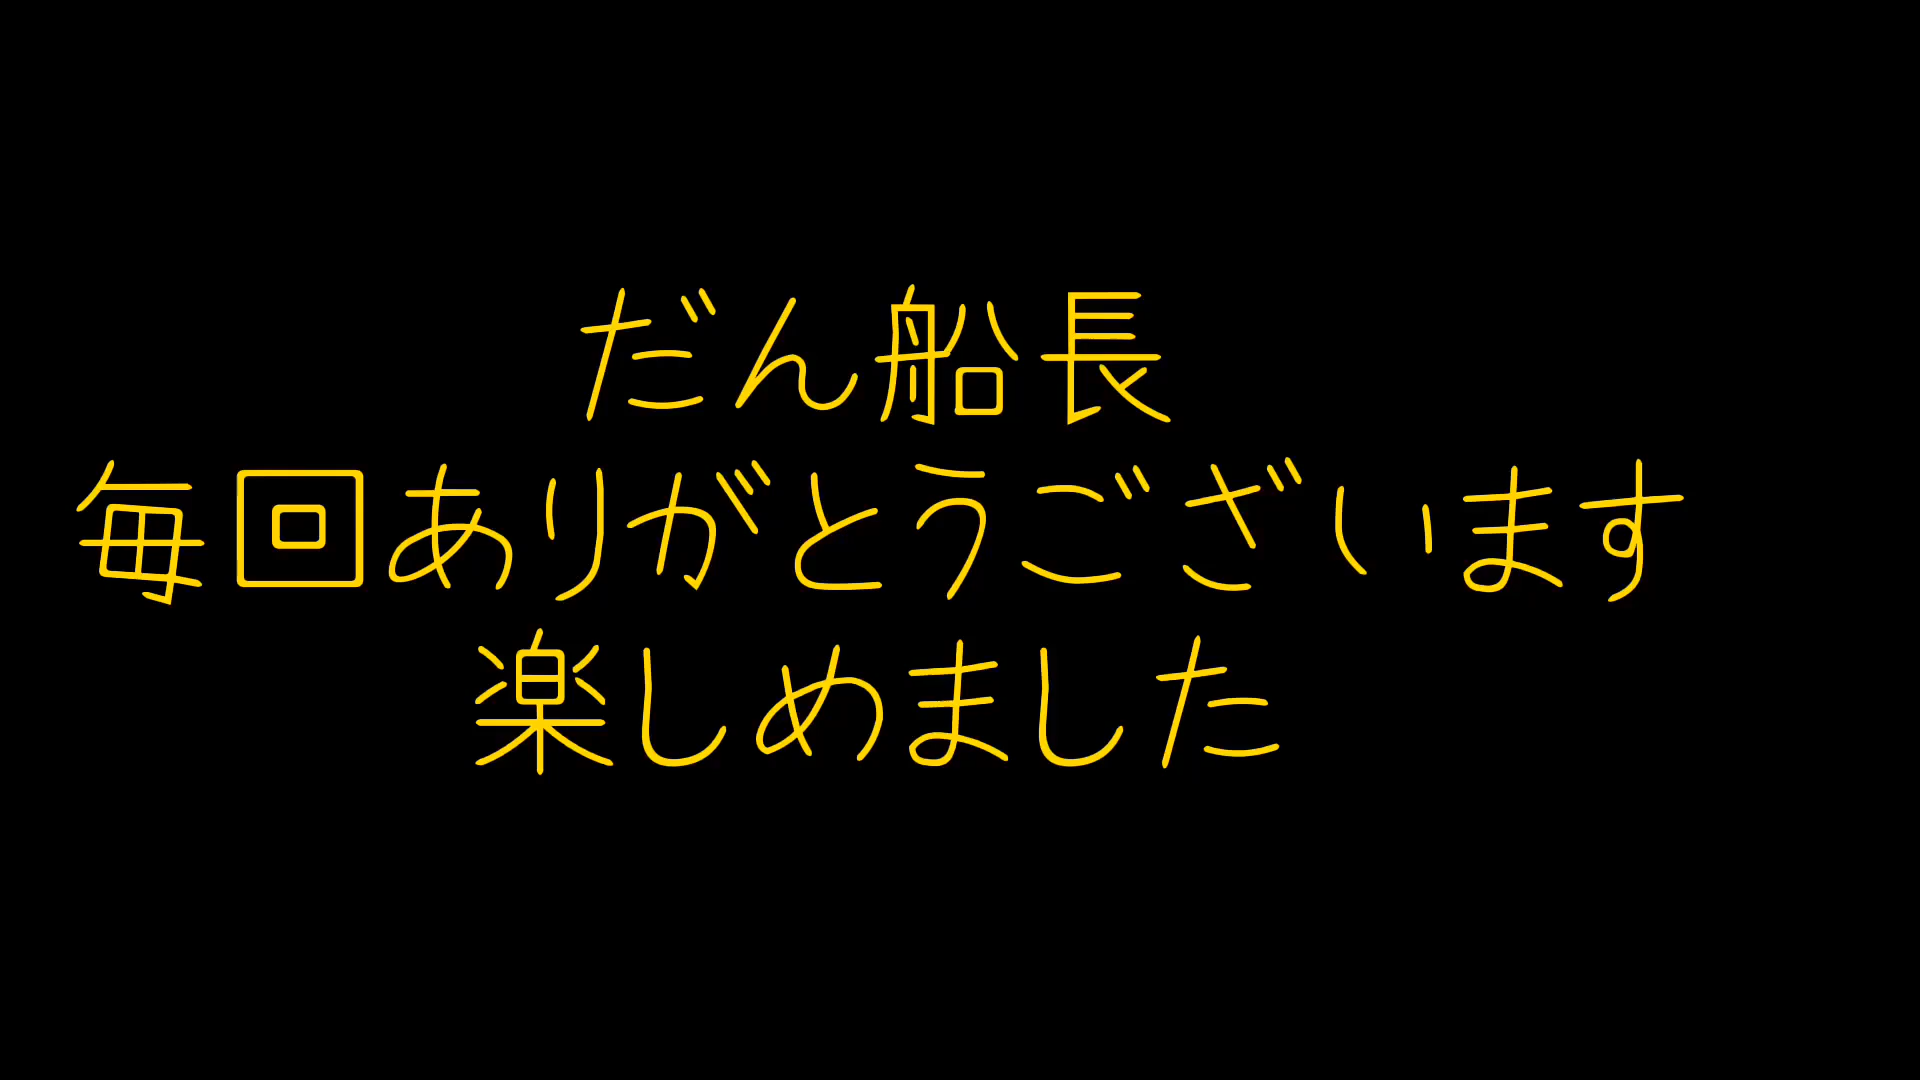 だん船長
毎回ありがとうございます
楽しめました